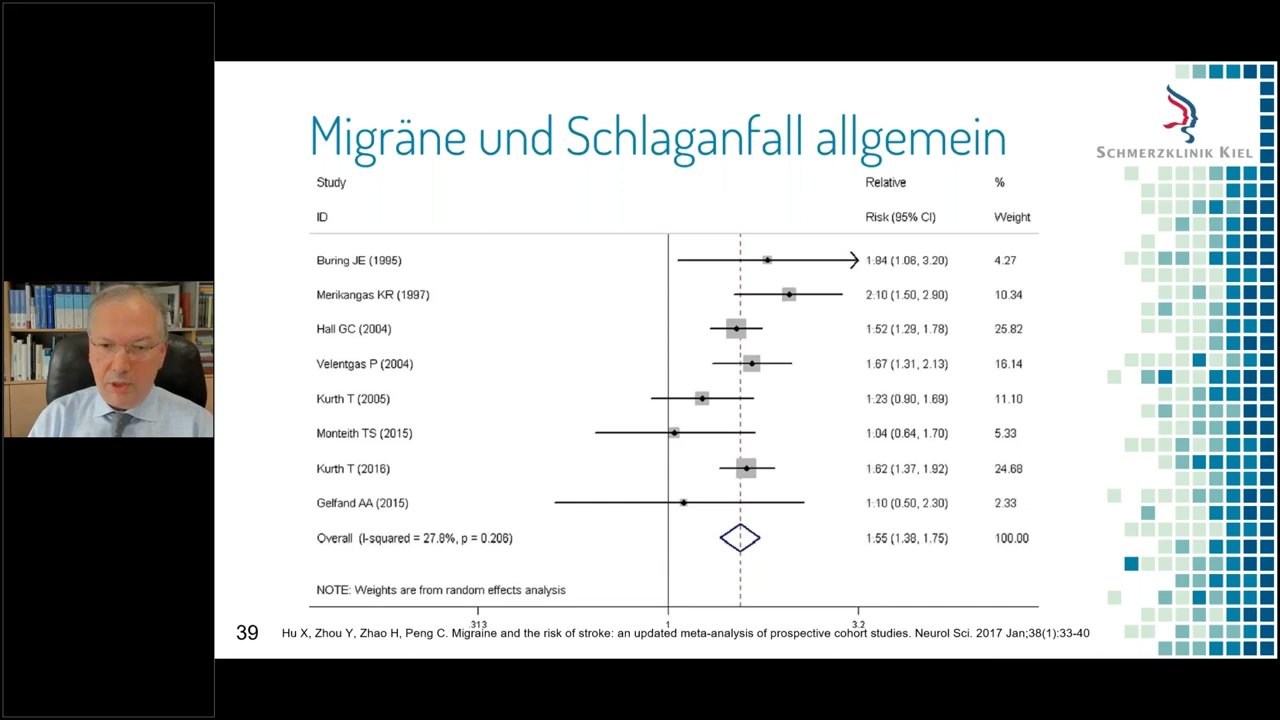 Migräne und Schlaganfall allgemein
SCHMERZKLINIK KIEL
Study Relative %
ID Risk (95% CI) Weight
Buring JE (1995) 1.84 (1.06, 3.20) 4.27
Merikangas KR (1997) 2.10 (1.50, 2.90) 10.34
Hall GC (2004) 1.52 (1.29, 1.78) 25.82
Velentgas P (2004) 1.67 (1.31, 2.13) 16.14
Kurth T (2005) 1.23 (0.90, 1.69) 11.10
Monteith TS (2015) 1.04 (0.64, 1.70) 5.33
Kurth T (2016) 1.62 (1.37, 1.92) 24.68
Gelfand AA (2015) 1.10 (0.50, 2.30) 2.33
Overall (I-squared = 27.8%, p = 0.206) 1.55 (1.38, 1.75) 100.00
NOTE: Weights are from random effects analysis
.313 1 3.2
39 Hu X, Zhou Y, Zhao H, Peng C. Migraine and the risk of stroke: an updated meta-analysis of prospective cohort studies. Neurol Sci. 2017 Jan;38(1):33-40